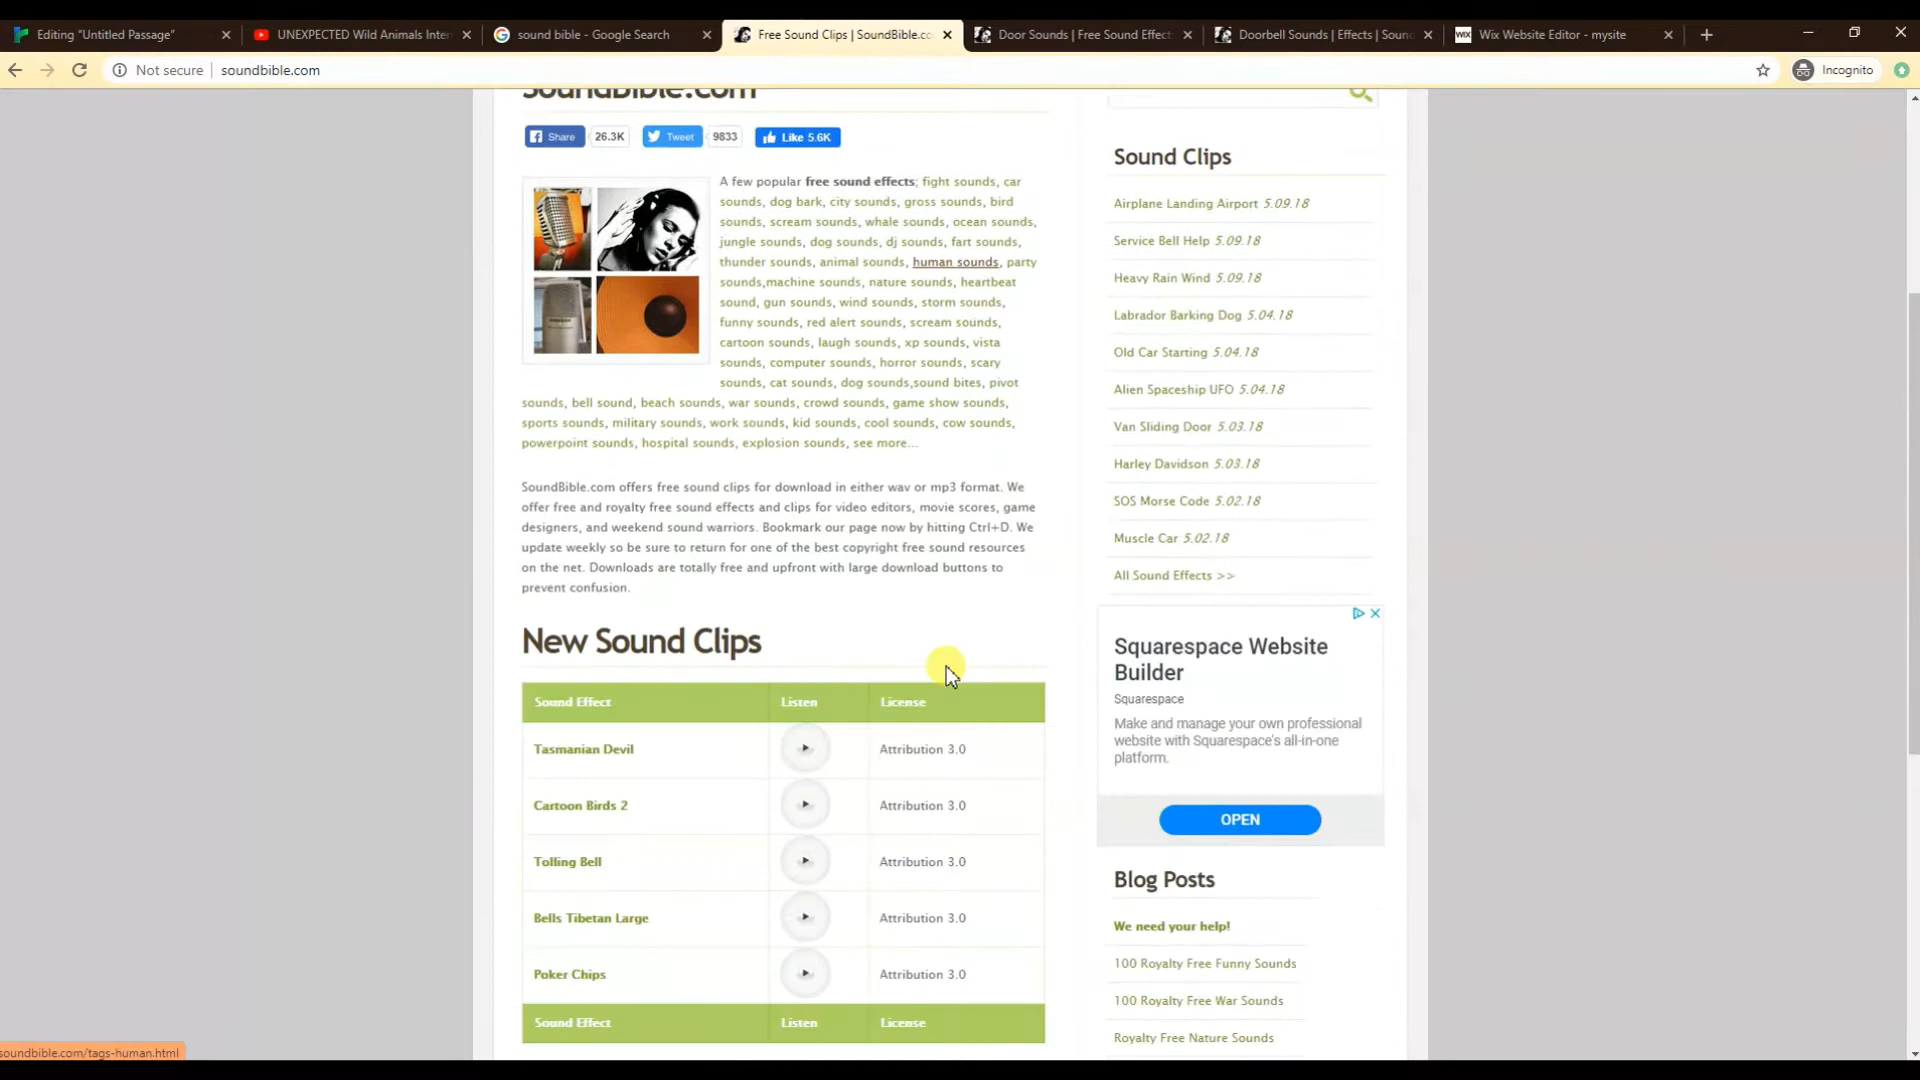 Editing "Untitled Passage"
UNEXPECTED Wild Animals Inter
sound bible - Google Search
Free Sound Clips | SoundBible.co
Door Sounds | Free Sound Effect
Doorbell Sounds | Effects | Soun
WIX Wix Website Editor - mysite
Not secure | soundbible.com
Incognito
SoundBible.com
Share 26.3K Tweet 9833 Like 5.6K
A few popular free sound effects; fight sounds, car
sounds, dog bark, city sounds, gross sounds, bird
sounds, scream sounds, whale sounds, ocean sounds,
jungle sounds, dog sounds, dj sounds, fart sounds,
thunder sounds, animal sounds, human sounds, party
sounds,machine sounds, nature sounds, heartbeat
sound, gun sounds, wind sounds, storm sounds,
funny sounds, red alert sounds, scream sounds,
cartoon sounds, laugh sounds, xp sounds, vista
sounds, computer sounds, horror sounds, scary
sounds, cat sounds, dog sounds,sound bites, pivot
sounds, bell sound, beach sounds, war sounds, crowd sounds, game show sounds,
sports sounds, military sounds, work sounds, kid sounds, cool sounds, cow sounds,
powerpoint sounds, hospital sounds, explosion sounds, see more...
SoundBible.com offers free sound clips for download in either wav or mp3 format. We
offer free and royalty free sound effects and clips for video editors, movie scores, game
designers, and weekend sound warriors. Bookmark our page now by hitting Ctrl+D. We
update weekly so be sure to return for one of the best copyright free sound resources
on the net. Downloads are totally free and upfront with large download buttons to
prevent confusion.
New Sound Clips
Sound Effect Listen License
Tasmanian Devil Attribution 3.0
Cartoon Birds 2 Attribution 3.0
Tolling Bell Attribution 3.0
Bells Tibetan Large Attribution 3.0
Poker Chips Attribution 3.0
Sound Effect Listen License
Sound Clips
Airplane Landing Airport 5.09.18
Service Bell Help 5.09.18
Heavy Rain Wind 5.09.18
Labrador Barking Dog 5.04.18
Old Car Starting 5.04.18
Alien Spaceship UFO 5.04.18
Van Sliding Door 5.03.18
Harley Davidson 5.03.18
SOS Morse Code 5.02.18
Muscle Car 5.02.18
All Sound Effects >>
Squarespace Website
Builder
Squarespace
Make and manage your own professional
website with Squarespace's all-in-one
platform.
OPEN
Blog Posts
We need your help!
100 Royalty Free Funny Sounds
100 Royalty Free War Sounds
Royalty Free Nature Sounds
soundbible.com/tags-human.html